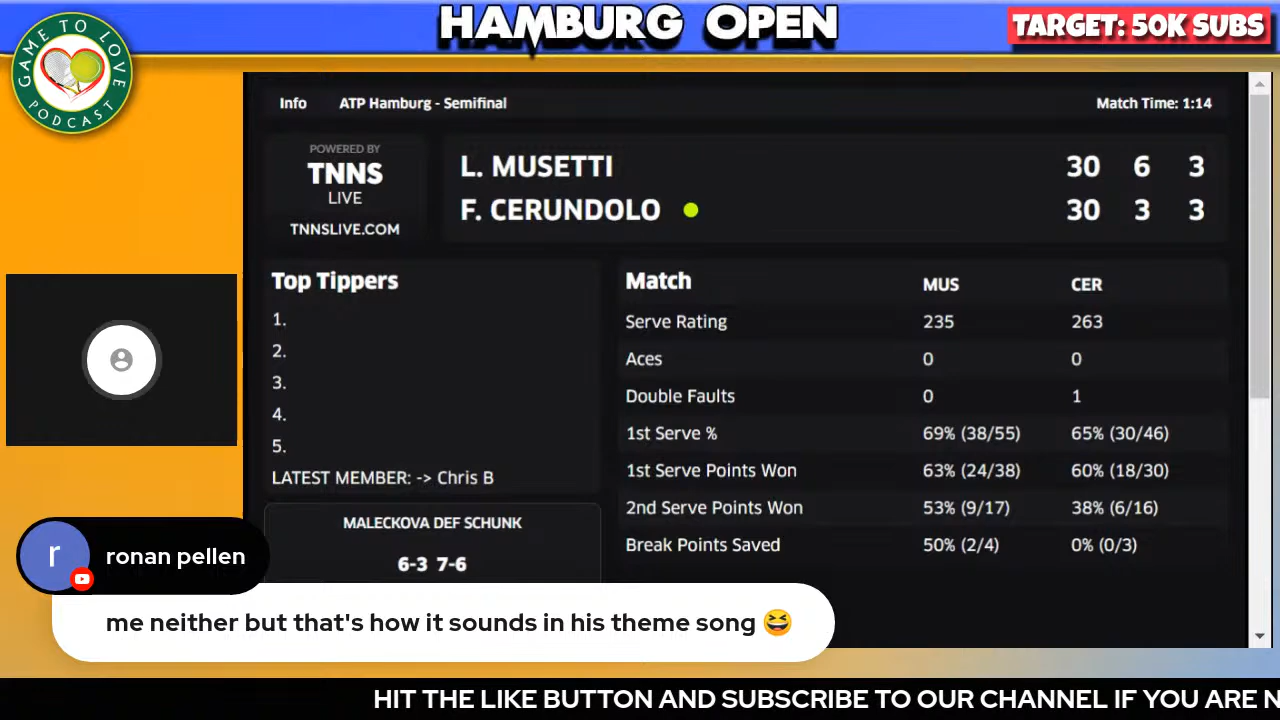 HAMBURG OPEN
TARGET: 50K SUBS
GAME TO LOVE
PODCAST
Info ATP Hamburg - Semifinal Match Time: 1:14
POWERED BY
TNNS
LIVE
TNNSLIVE.COM
L. MUSETTI 30 6 3
F. CERUNDOLO 30 3 3
Top Tippers
1.
2.
3.
4.
5.
LATEST MEMBER: -> Chris B
MALECKOVA DEF SCHUNK
6-3 7-6
Match MUS CER
Serve Rating 235 263
Aces 0 0
Double Faults 0 1
1st Serve % 69% (38/55) 65% (30/46)
1st Serve Points Won 63% (24/38) 60% (18/30)
2nd Serve Points Won 53% (9/17) 38% (6/16)
Break Points Saved 50% (2/4) 0% (0/3)
r
ronan pellen
me neither but that's how it sounds in his theme song 😆
HIT THE LIKE BUTTON AND SUBSCRIBE TO OUR CHANNEL IF YOU ARE N